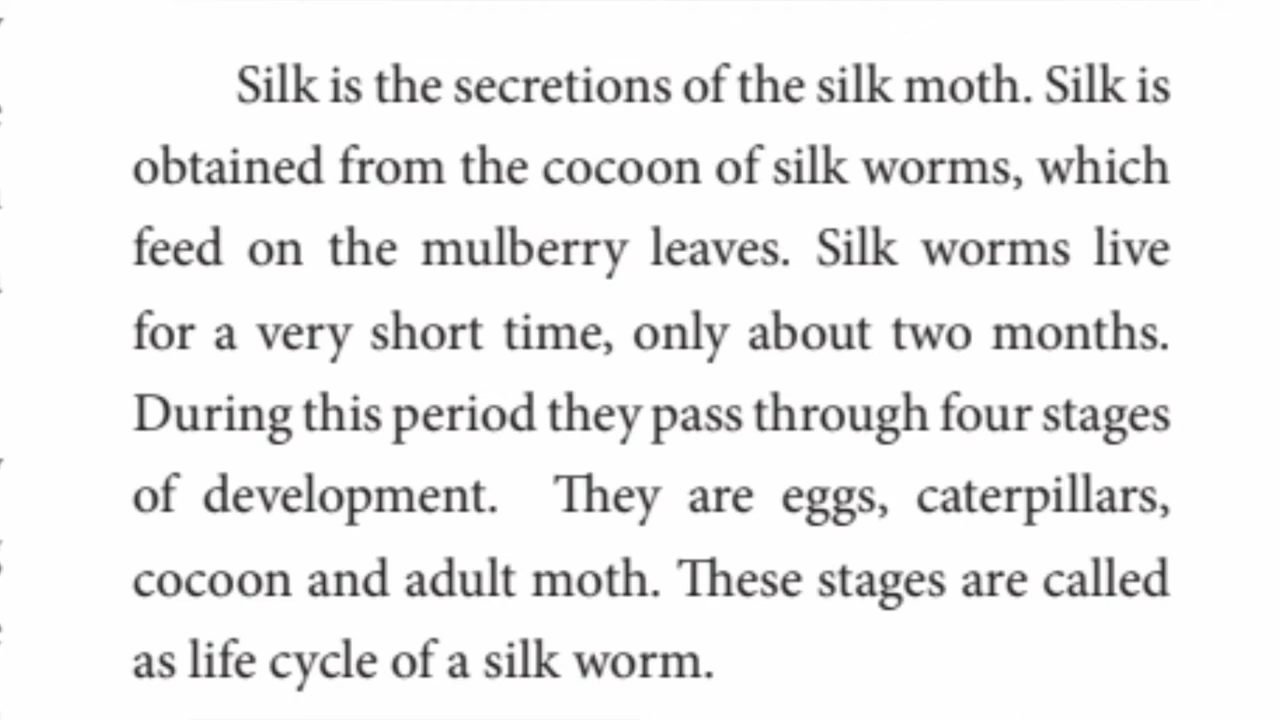 Silk is the secretions of the silk moth. Silk is
obtained from the cocoon of silk worms, which
feed on the mulberry leaves. Silk worms live
for a very short time, only about two months.
During this period they pass through four stages
of development. They are eggs, caterpillars,
cocoon and adult moth. These stages are called
as life cycle of a silk worm.